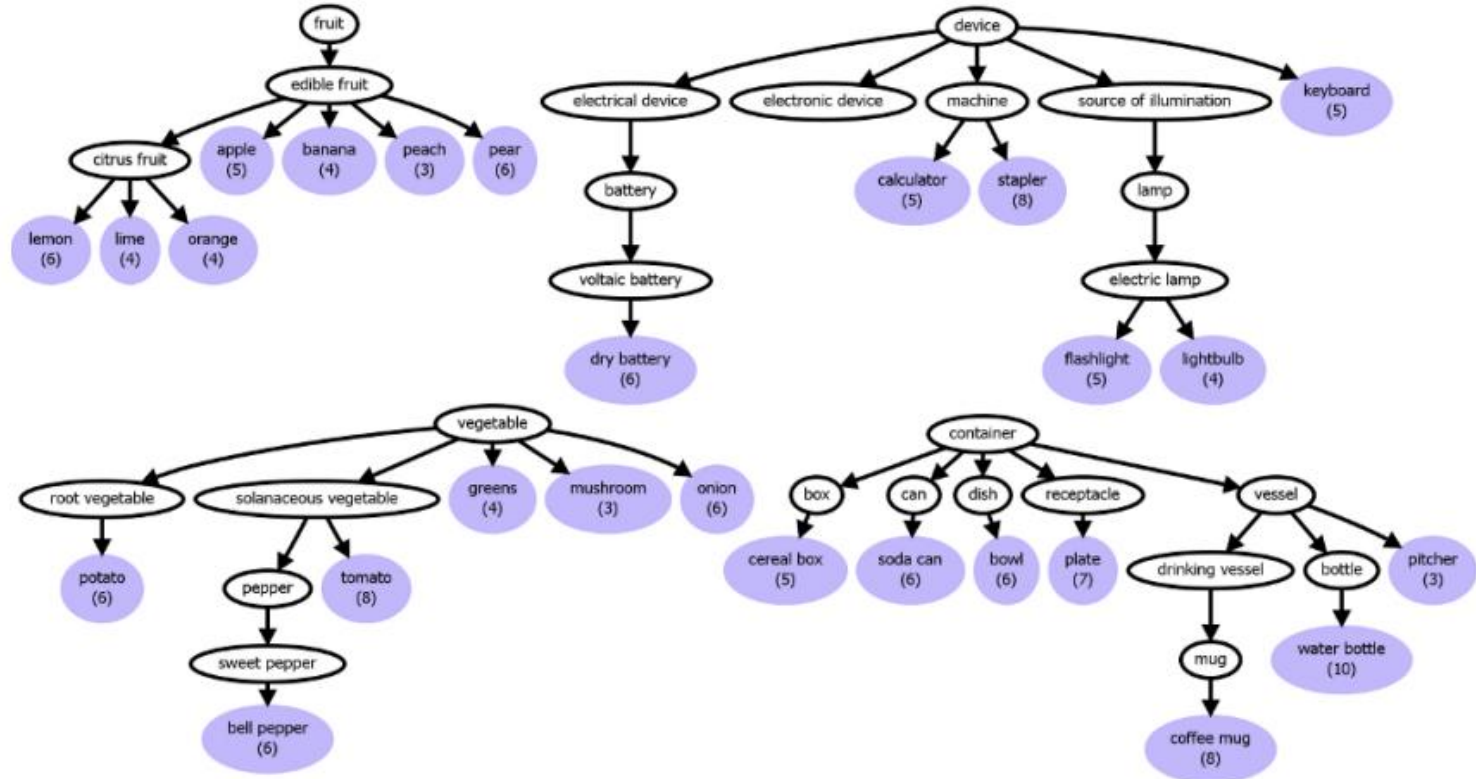 fruit
edible fruit
citrus fruit
apple
(5)
banana
(4)
peach
(3)
pear
(6)
lemon
(6)
lime
(4)
orange
(4)
device
electrical device
electronic device
machine
source of illumination
keyboard
(5)
battery
calculator
(5)
stapler
(8)
lamp
voltaic battery
electric lamp
dry battery
(6)
flashlight
(5)
lightbulb
(4)
vegetable
root vegetable
solanaceous vegetable
greens
(4)
mushroom
(3)
onion
(6)
potato
(6)
pepper
tomato
(8)
sweet pepper
bell pepper
(6)
container
box
can
dish
receptacle
vessel
cereal box
(5)
soda can
(6)
bowl
(6)
plate
(7)
drinking vessel
bottle
pitcher
(3)
mug
water bottle
(10)
coffee mug
(8)